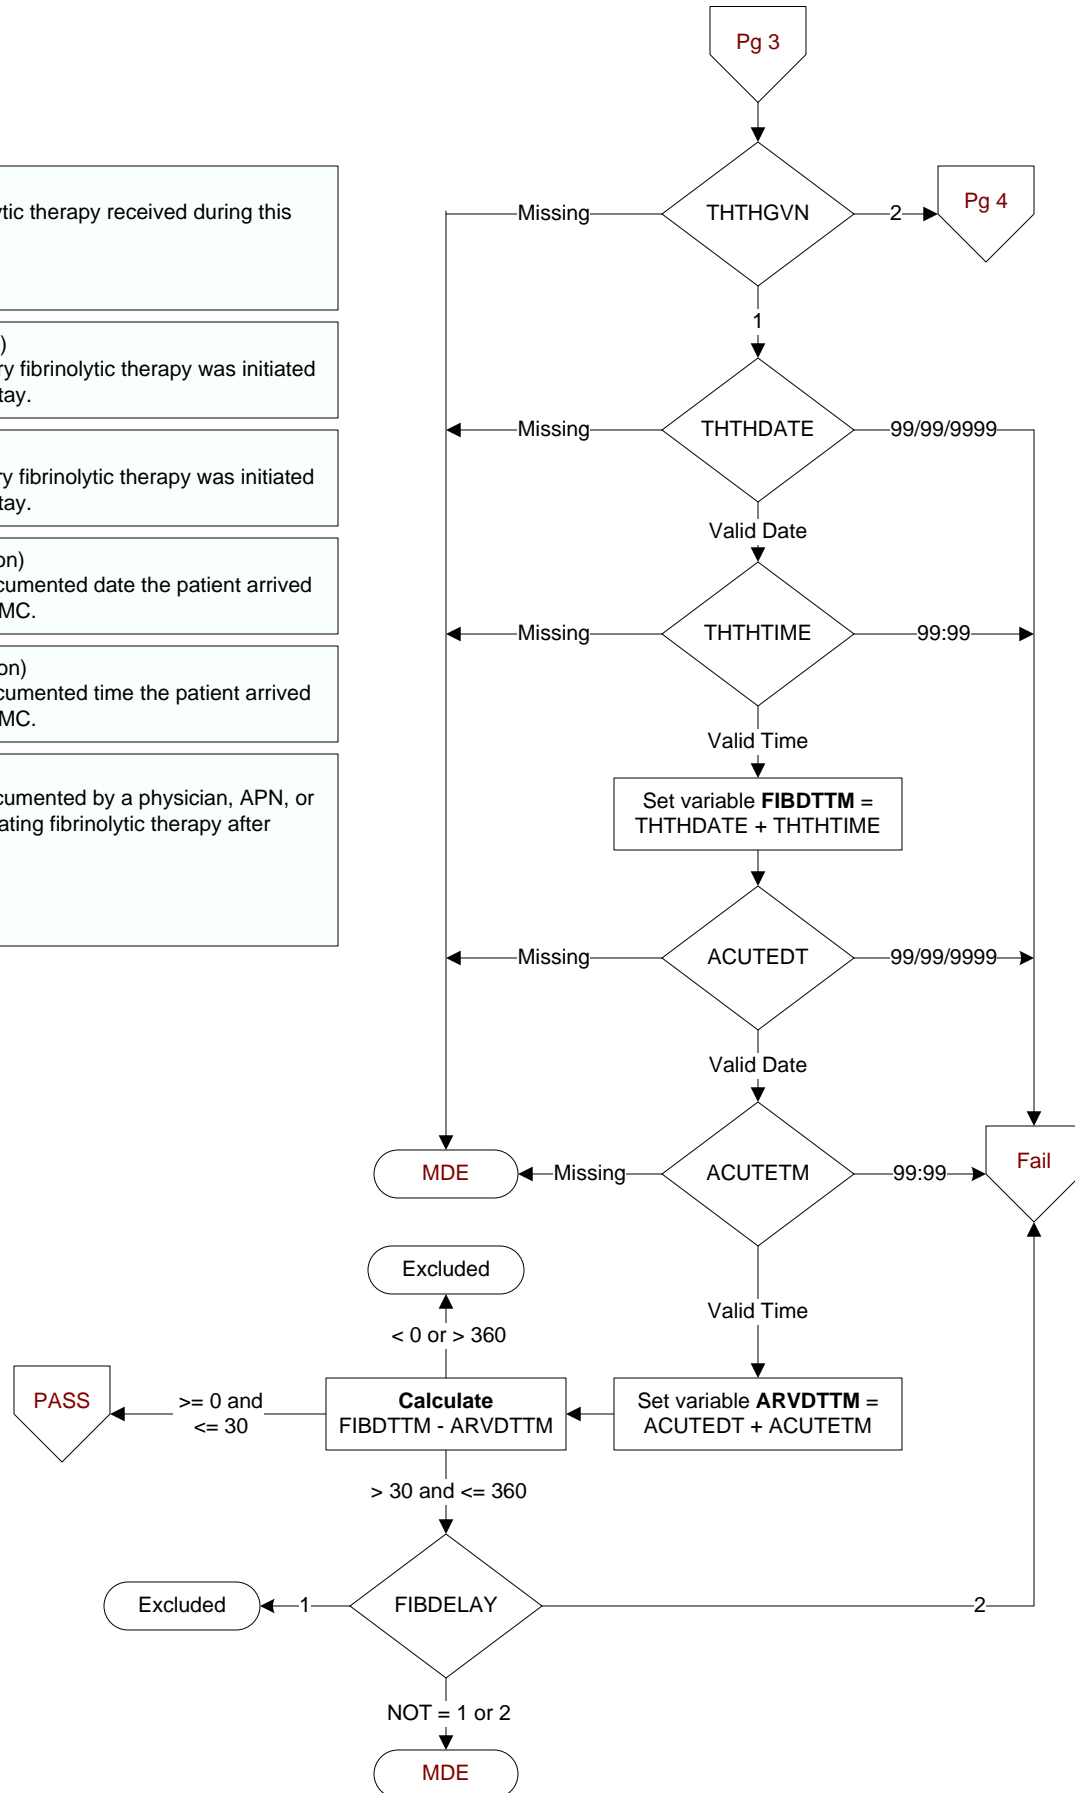 Pg 3
THTHGVN
Missing
2
Pg 4
1
THTHDATE
Missing
99/99/9999
Valid Date
THTHTIME
Missing
99:99
Valid Time
Set variable FIBDTTM =
THTHDATE + THTHTIME
ACUTEDT
Missing
99/99/9999
Valid Date
ACUTETM
Missing
99:99
MDE
Fail
Valid Time
Set variable ARVDTTM =
ACUTEDT + ACUTETM
Calculate
FIBDTTM - ARVDTTM
< 0 or > 360
Excluded
>= 0 and
<= 30
PASS
> 30 and <= 360
FIBDELAY
1
Excluded
2
NOT = 1 or 2
MDE
tic therapy received during this
)
ry fibrinolytic therapy was initiated
tay.
ry fibrinolytic therapy was initiated
tay.
on)
cumented date the patient arrived
MC.
on)
cumented time the patient arrived
MC.
cumented by a physician, APN, or
ating fibrinolytic therapy after